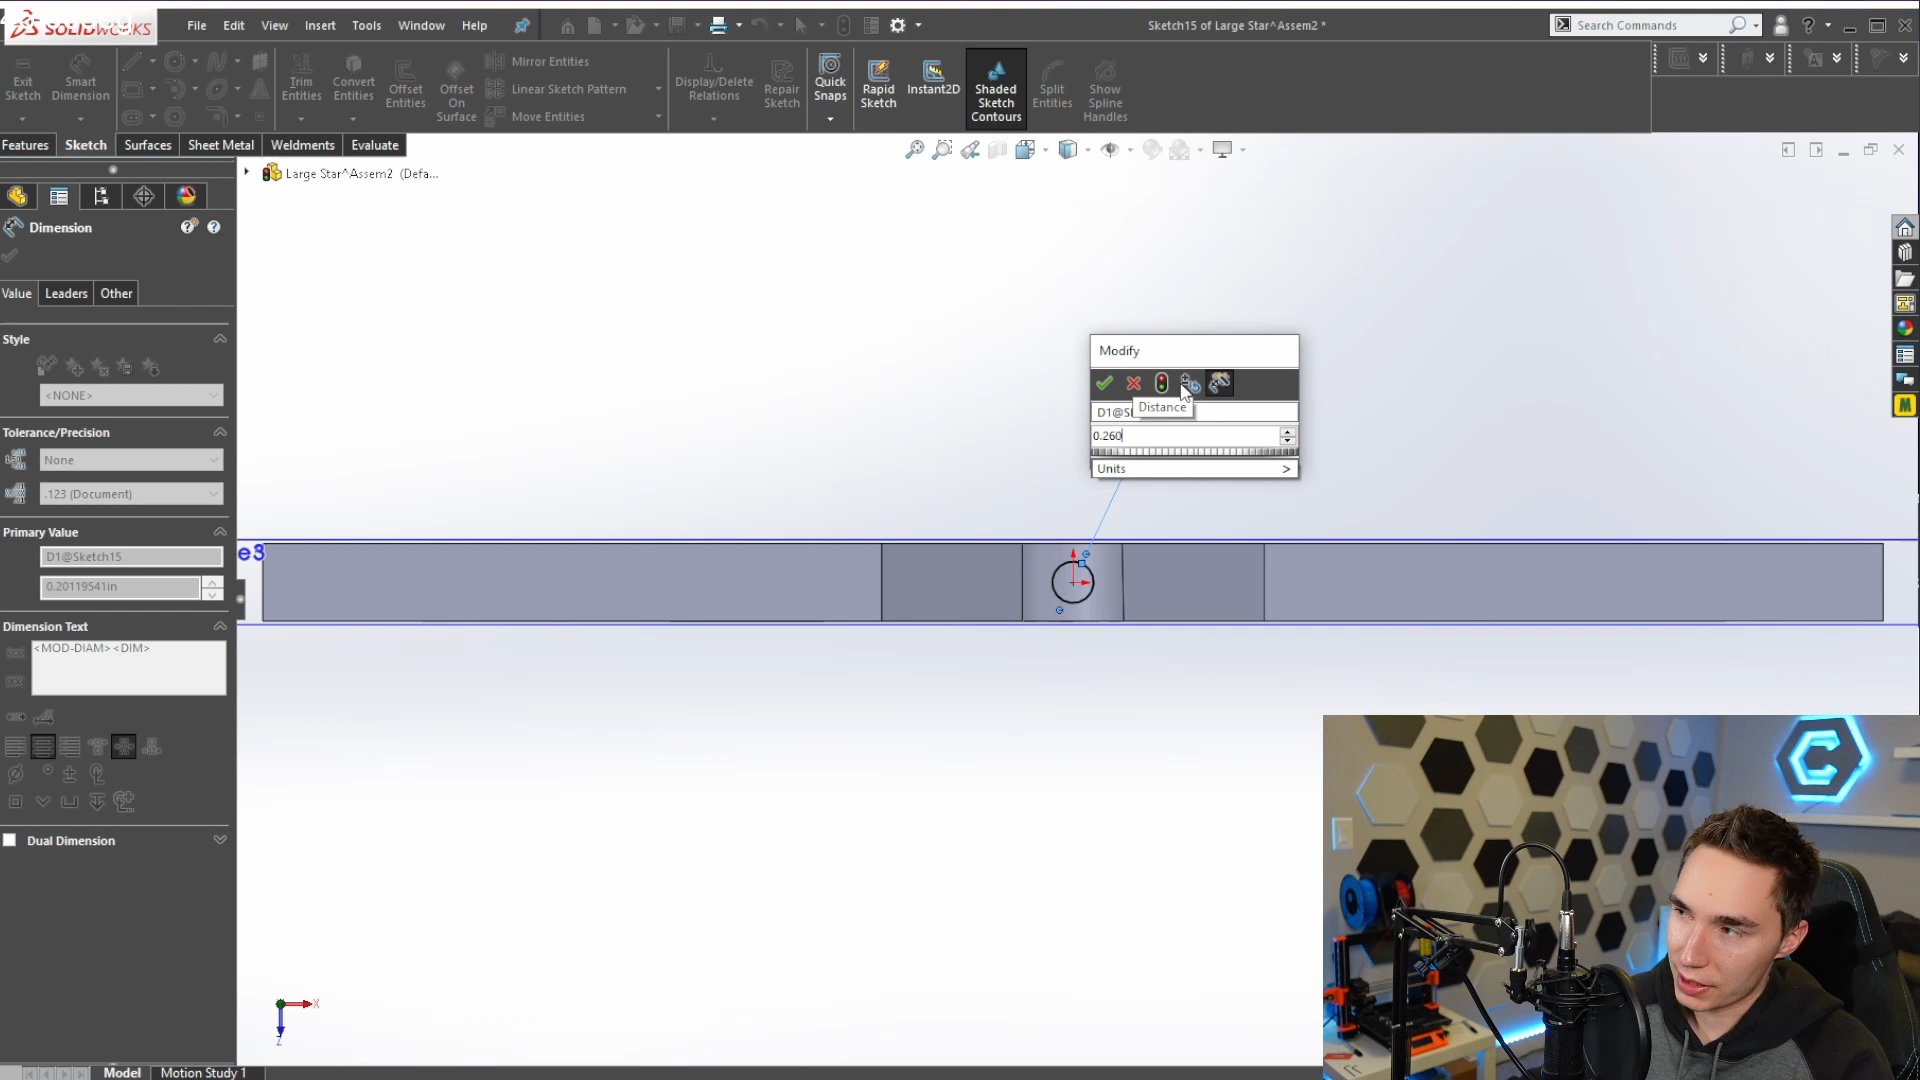 SOLIDWORKS
File Edit View Insert Tools Window Help
Sketch15 of Large Star^Assem2 *
Search Commands
Exit Sketch
Smart Dimension
Trim Entities
Convert Entities
Offset Entities
Offset On Surface
Mirror Entities
Linear Sketch Pattern
Move Entities
Display/Delete Relations
Repair Sketch
Quick Snaps
Rapid Sketch
Instant2D
Shaded Sketch Contours
Split Entities
Show Spline Handles
Features Sketch Surfaces Sheet Metal Weldments Evaluate
Large Star^Assem2 (Defa...
Dimension
Value Leaders Other
Style
<NONE>
Tolerance/Precision
None
.123 (Document)
Primary Value
D1@Sketch15
0.20119541in
Dimension Text
<MOD-DIAM><DIM>
Dual Dimension
Modify
Distance
D1@S
0.260
Units >
e3
X
Z
Model Motion Study 1